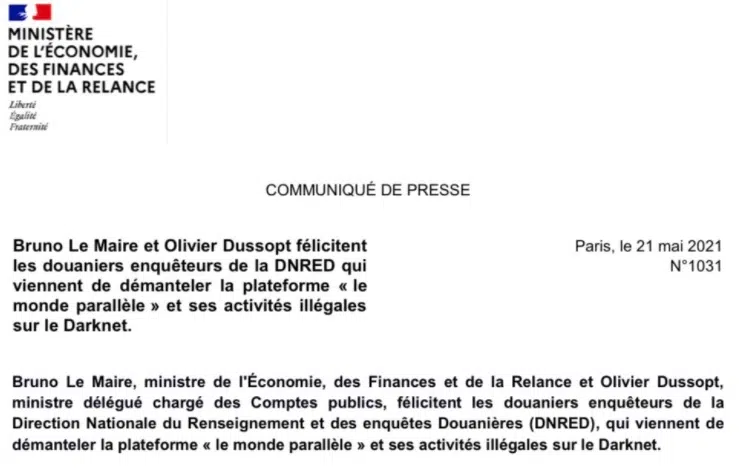 MINISTÈRE
DE L'ÉCONOMIE,
DES FINANCES
ET DE LA RELANCE
Liberté
Égalité
Fraternité
COMMUNIQUÉ DE PRESSE
Bruno Le Maire et Olivier Dussopt félicitent
les douaniers enquêteurs de la DNRED qui
viennent de démanteler la plateforme « le
monde parallèle » et ses activités illégales
sur le Darknet.
Paris, le 21 mai 2021
N°1031
Bruno Le Maire, ministre de l'Économie, des Finances et de la Relance et Olivier Dussopt,
ministre délégué chargé des Comptes publics, félicitent les douaniers enquêteurs de la
Direction Nationale du Renseignement et des enquêtes Douanières (DNRED), qui viennent de
démanteler la plateforme « le monde parallèle » et ses activités illégales sur le Darknet.